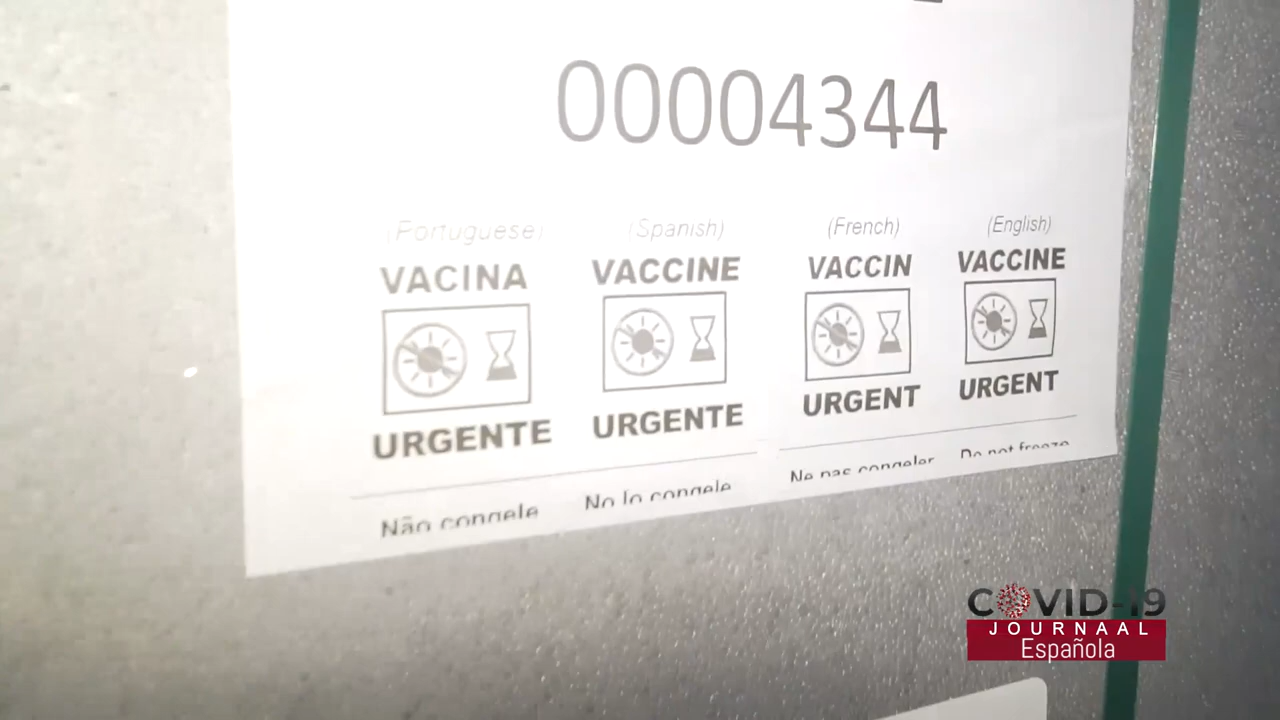 00004344
(Portuguese) (Spanish) (French) (English)
VACINA VACCINE VACCIN VACCINE
URGENTE URGENTE URGENT URGENT
Não congele No lo congele Ne pas congeler Do not freeze
COVID-19
JOURNAAL
Española